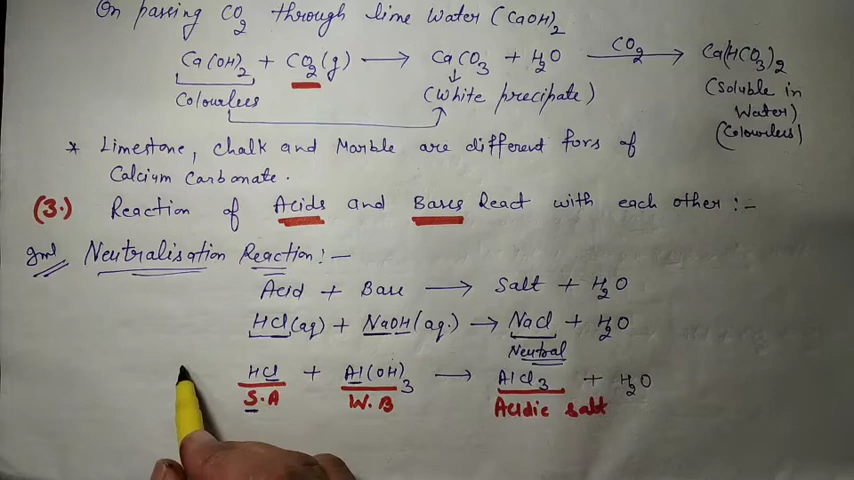 On passing CO2 through lime water (CaOH)2
Ca(OH)2 + CO2(g) → CaCO3 + H2O —CO2→ Ca(HCO3)2
Colourless (White precipate) (Soluble in Water) (Colourless)
* Limestone, chalk and Marble are different fors of
Calcium Carbonate.
(3.) Reaction of Acids and Bases React with each other :-
gml Neutralisation Reaction :-
Acid + Base → Salt + H2O
HCl(aq) + NaOH(aq.) → NaCl + H2O
Neutral
HCl + Al(OH)3 → AlCl3 + H2O
S.A W.B Acidic salt